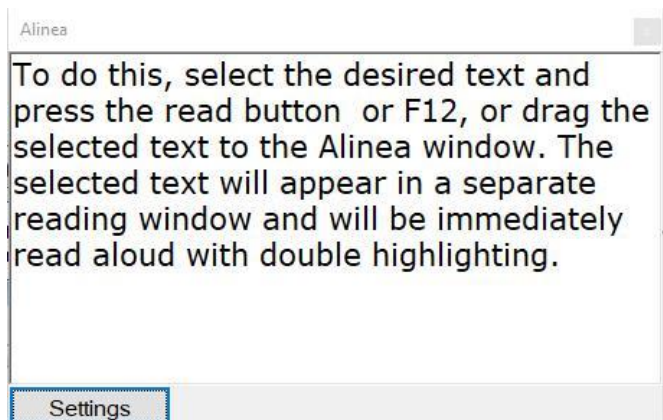 Alinea
To do this, select the desired text and
press the read button  or F12, or drag the
selected text to the Alinea window. The
selected text will appear in a separate
reading window and will be immediately
read aloud with double highlighting.
Settings